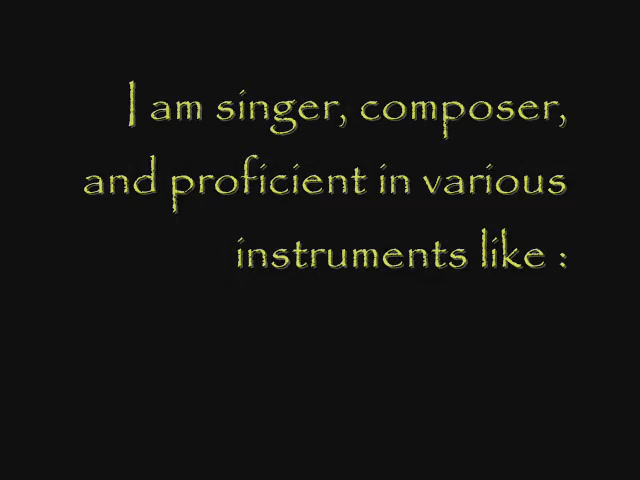 I am singer, composer,
and proficient in various
instruments like :